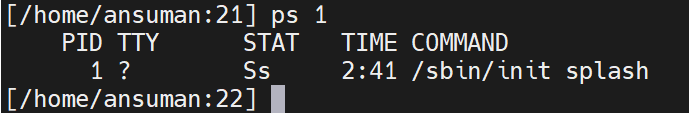 [/home/ansuman:21] ps 1
    PID TTY      STAT   TIME COMMAND
      1 ?        Ss     2:41 /sbin/init splash
[/home/ansuman:22]